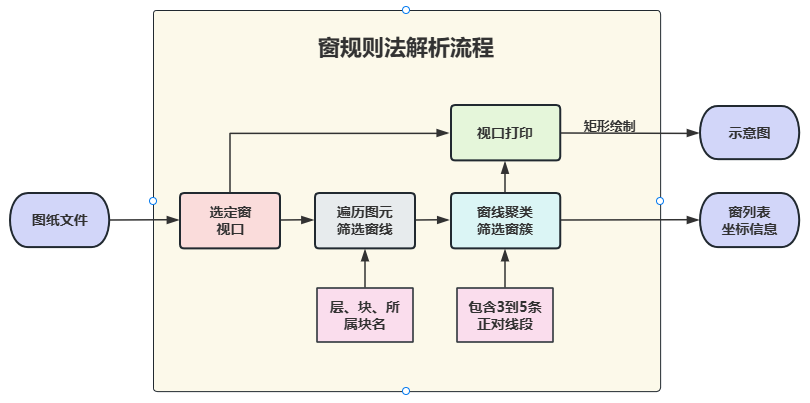 窗规则法解析流程
视口打印
矩形绘制
示意图
图纸文件
选定窗
视口
遍历图元
筛选窗线
窗线聚类
筛选窗簇
窗列表
坐标信息
层、块、所
属块名
包含3到5条
正对线段